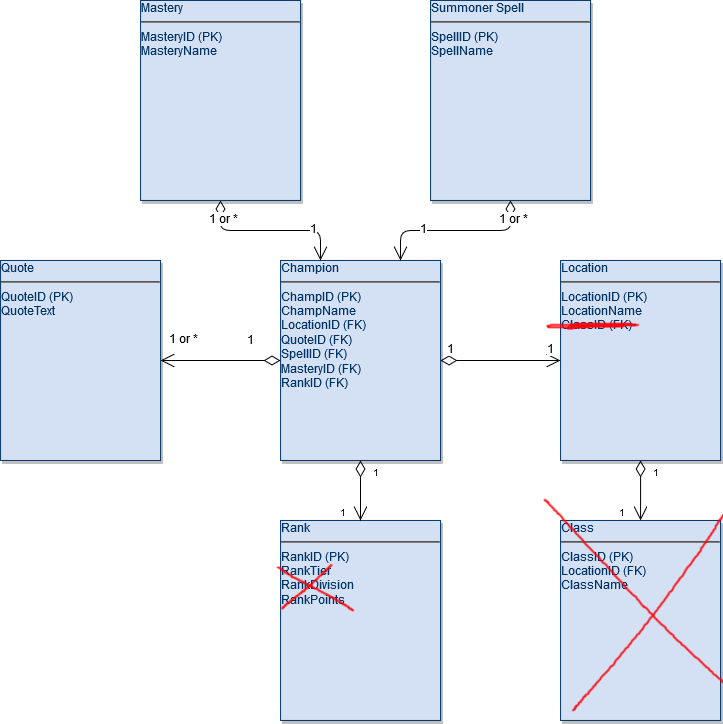 Mastery
MasteryID (PK)
MasteryName
Summoner Spell
SpellID (PK)
SpellName
1 or *
1
1
1 or *
Quote
QuoteID (PK)
QuoteText
1 or *
1
Champion
ChampID (PK)
ChampName
LocationID (FK)
QuoteID (FK)
SpellID (FK)
MasteryID (FK)
RankID (FK)
1
1
Location
LocationID (PK)
LocationName
ClassID (FK)
1
1
1
1
Rank
RankID (PK)
RankTier
RankDivision
RankPoints
Class
ClassID (PK)
LocationID (FK)
ClassName